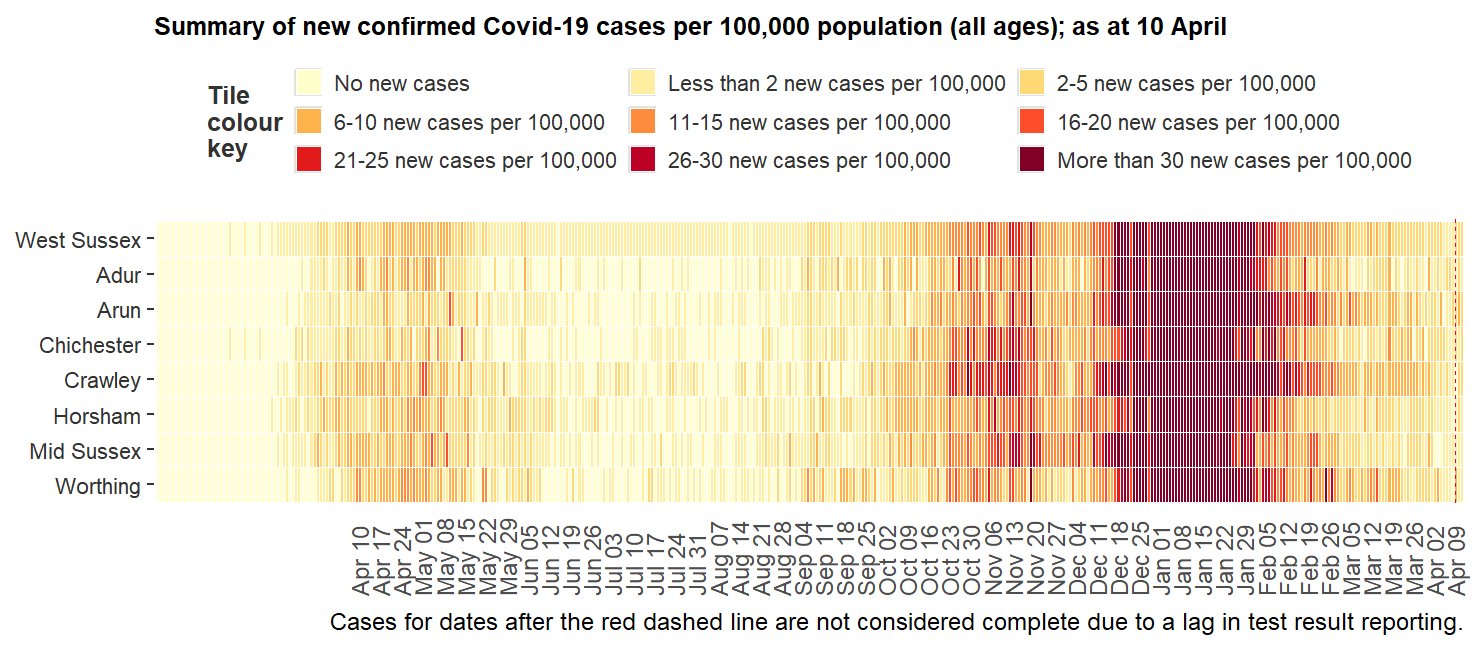 Summary of new confirmed Covid-19 cases per 100,000 population (all ages); as at 10 April
Tile
colour
key
No new cases
Less than 2 new cases per 100,000
2-5 new cases per 100,000
6-10 new cases per 100,000
11-15 new cases per 100,000
16-20 new cases per 100,000
21-25 new cases per 100,000
26-30 new cases per 100,000
More than 30 new cases per 100,000
West Sussex
Adur
Arun
Chichester
Crawley
Horsham
Mid Sussex
Worthing
Apr 10
Apr 17
Apr 24
May 01
May 08
May 15
May 22
May 29
Jun 05
Jun 12
Jun 19
Jun 26
Jul 03
Jul 10
Jul 17
Jul 24
Jul 31
Aug 07
Aug 14
Aug 21
Aug 28
Sep 04
Sep 11
Sep 18
Sep 25
Oct 02
Oct 09
Oct 16
Oct 23
Oct 30
Nov 06
Nov 13
Nov 20
Nov 27
Dec 04
Dec 11
Dec 18
Dec 25
Jan 01
Jan 08
Jan 15
Jan 22
Jan 29
Feb 05
Feb 12
Feb 19
Feb 26
Mar 05
Mar 12
Mar 19
Mar 26
Apr 02
Apr 09
Cases for dates after the red dashed line are not considered complete due to a lag in test result reporting.